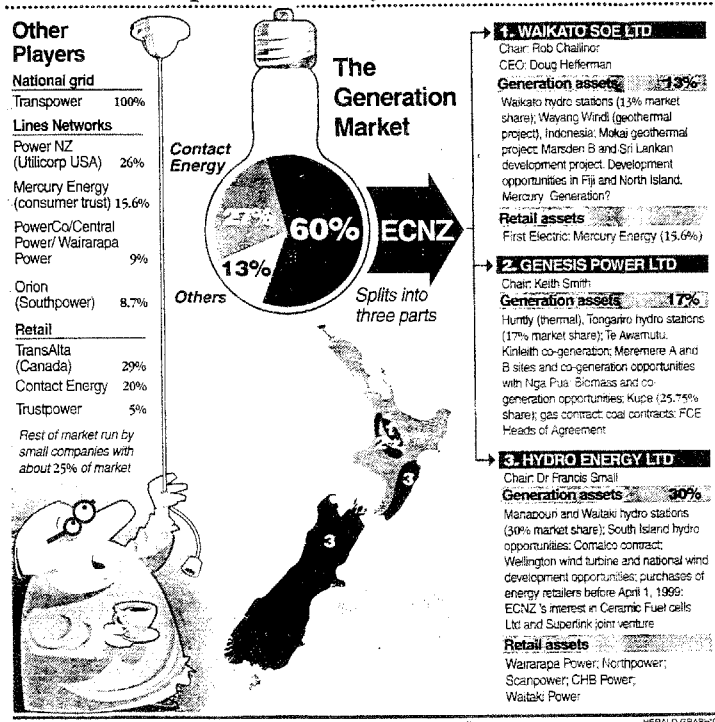 Other
Players
National grid
Transpower 100%
Lines Networks
Power NZ
(Utilicorp USA) 26%
Mercury Energy
(consumer trust) 15.6%
PowerCo/Central
Power/ Wairarapa
Power 9%
Orion
(Southpower) 8.7%
Retail
TransAlta
(Canada) 29%
Contact Energy 20%
Trustpower 5%
Rest of market run by
small companies with
about 25% of market
The
Generation
Market
Contact
Energy
27%
60%
13%
Others
ECNZ
Splits into
three parts
1
2
3
3
1. WAIKATO SOE LTD
Chair: Rob Challinor
CEO: Doug Hefferman
Generation assets 13%
Waikato hydro stations (13% market
share); Wayang Windi (geothermal
project), Indonesia; Mokai geothermal
project; Marsden B and Sri Lankan
development project. Development
opportunities in Fiji and North Island.
Mercury Generation?
Retail assets
First Electric: Mercury Energy (15.6%)
2. GENESIS POWER LTD
Chair: Keith Smith
Generation assets 17%
Huntly (thermal), Tongariro hydro stations
(17% market share); Te Awamutu.
Kinleith co-generation; Meremere A and
B sites and co-generation opportunities
with Nga Pua: Biomass and co-
generation opportunities; Kupe (25.75%
share); gas contract; coal contracts; FCE
Heads of Agreement
3. HYDRO ENERGY LTD
Chair: Dr Francis Small
Generation assets 30%
Manapouri and Waitaki hydro stations
(30% market share); South Island hydro
opportunities: Comalco contract;
Wellington wind turbine and national wind
development opportunities; purchases of
energy retailers before April 1, 1999:
ECNZ 's interest in Ceramic Fuel cells
Ltd and Superlink joint venture
Retail assets
Wairarapa Power; Northpower;
Scanpower; CHB Power;
Waitaki Power